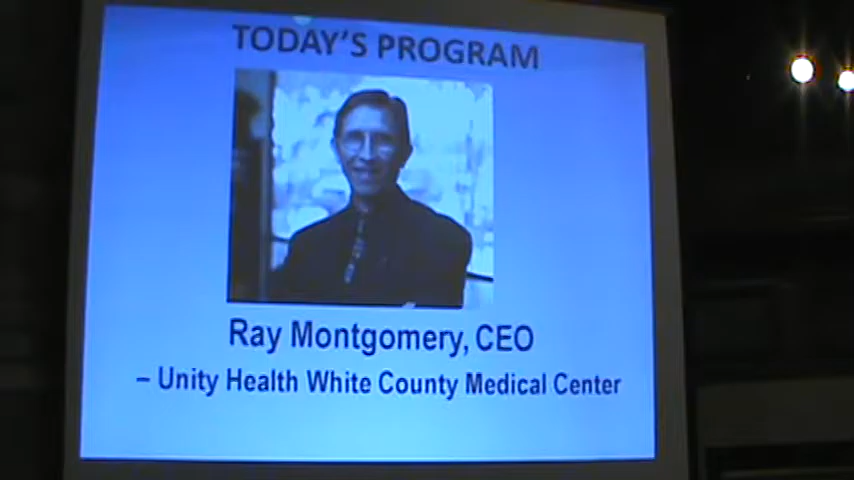 TODAY'S PROGRAM
Ray Montgomery, CEO
– Unity Health White County Medical Center